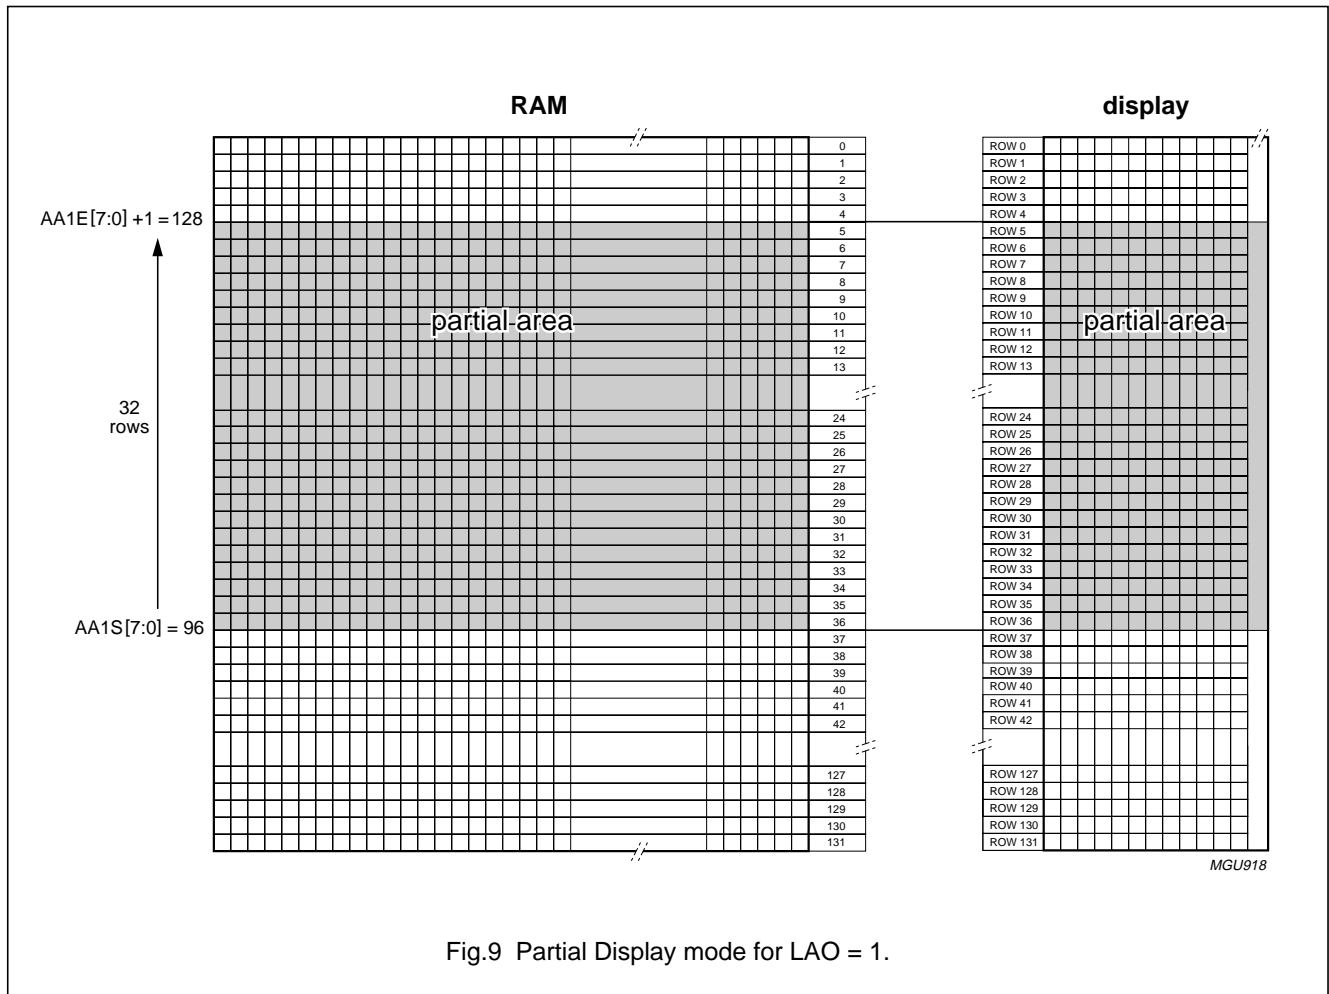 RAM
display
0
1
2
3
4
5
6
7
8
9
10
11
12
13
24
25
26
27
28
29
30
31
32
33
34
35
36
37
38
39
40
41
42
127
128
129
130
131
ROW 0
ROW 1
ROW 2
ROW 3
ROW 4
ROW 5
ROW 6
ROW 7
ROW 8
ROW 9
ROW 10
ROW 11
ROW 12
ROW 13
ROW 24
ROW 25
ROW 26
ROW 27
ROW 28
ROW 29
ROW 30
ROW 31
ROW 32
ROW 33
ROW 34
ROW 35
ROW 36
ROW 37
ROW 38
ROW 39
ROW 40
ROW 41
ROW 42
ROW 127
ROW 128
ROW 129
ROW 130
ROW 131
AA1E[7:0] +1 = 128
32
rows
AA1S[7:0] = 96
partial area
partial area
MGU918
Fig.9 Partial Display mode for LAO = 1.